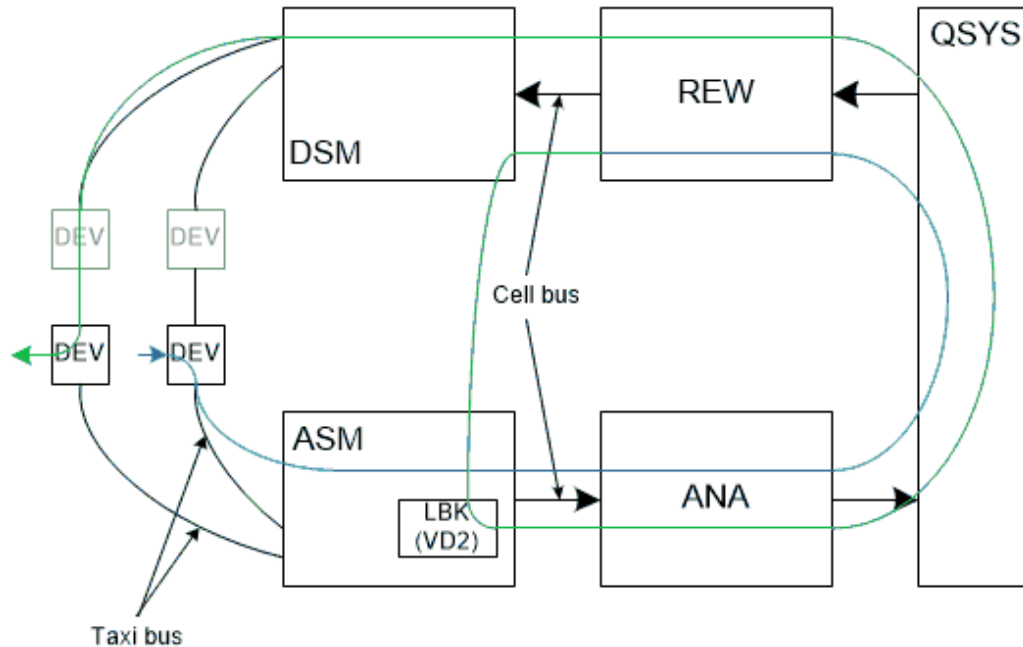 QSYS
REW
DSM
DEV
DEV
Cell bus
DEV
DEV
ASM
LBK
(VD2)
ANA
Taxi bus